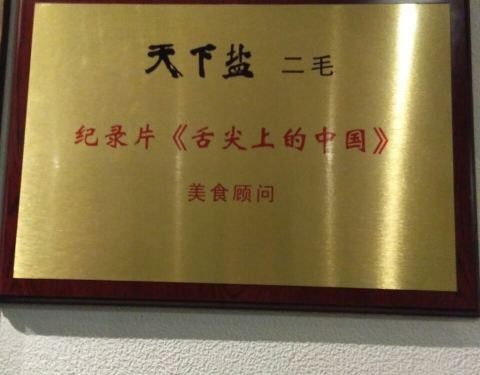 天下盐 二毛
纪录片《舌尖上的中国》
美食顾问